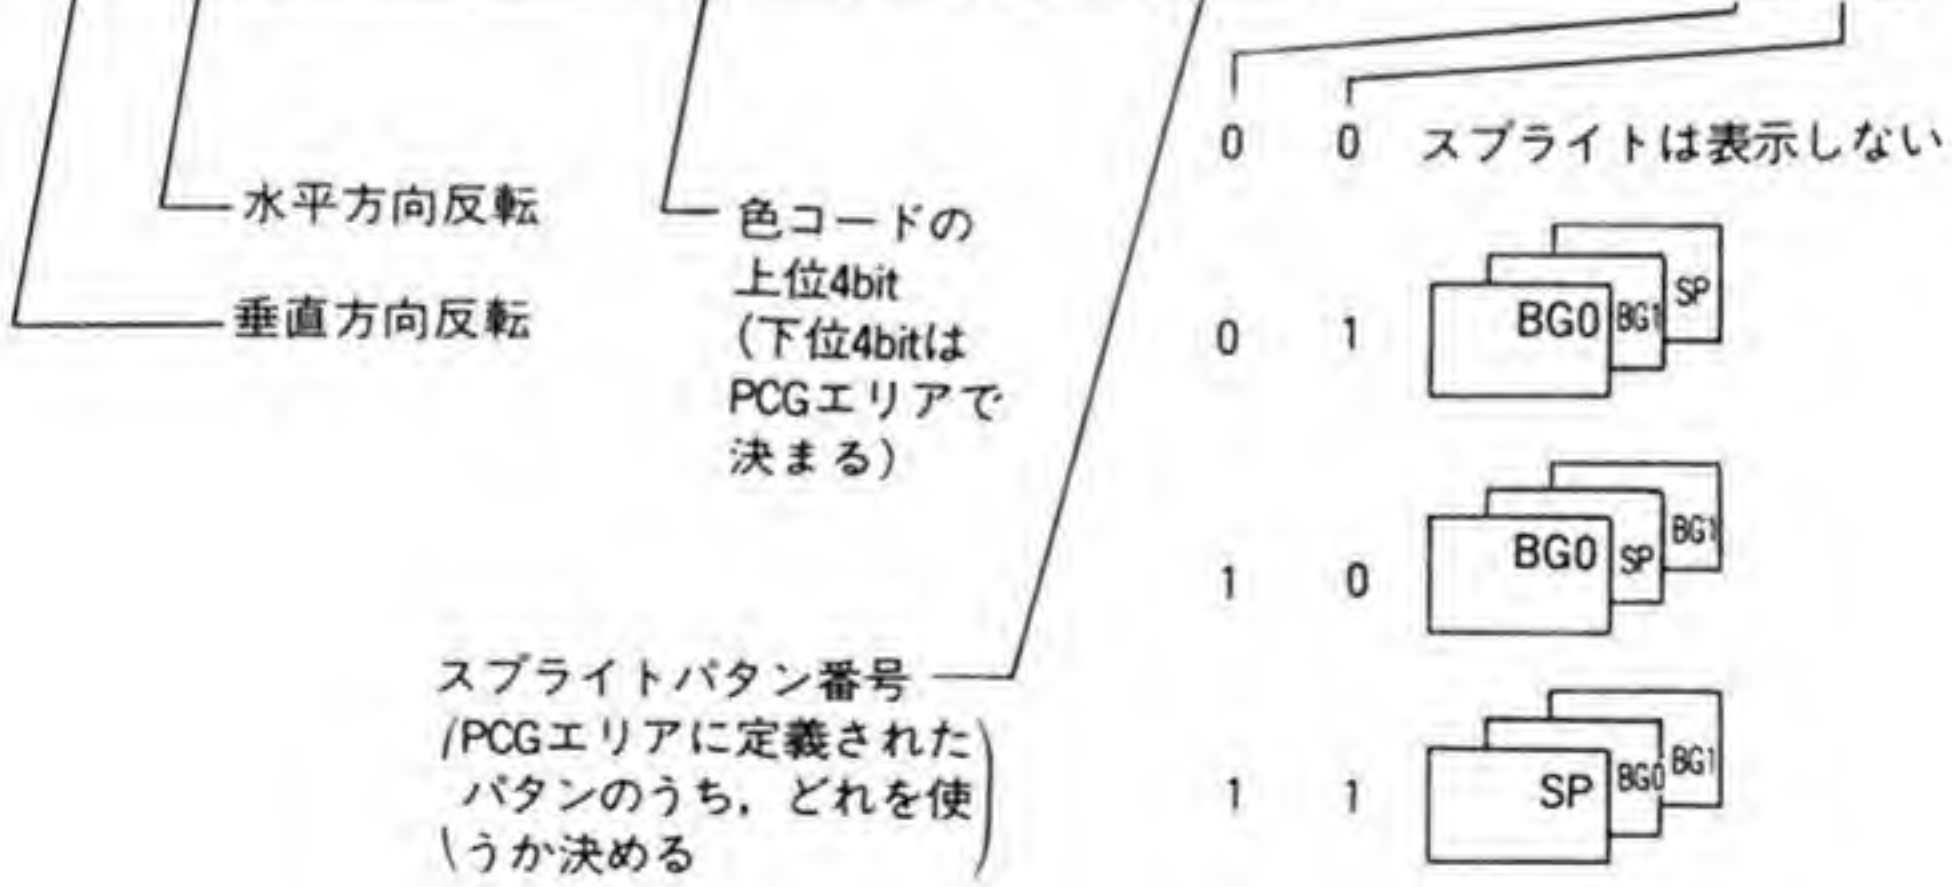 水平方向反転
垂直方向反転
色コードの
上位4bit
(下位4bitは
PCGエリアで
決まる)
スプライトパタン番号
(PCGエリアに定義された
パタンのうち，どれを使
うか決める)
0 0 スプライトは表示しない
0 1 BG0 BG1 SP
1 0 BG0 SP BG1
1 1 SP BG0 BG1